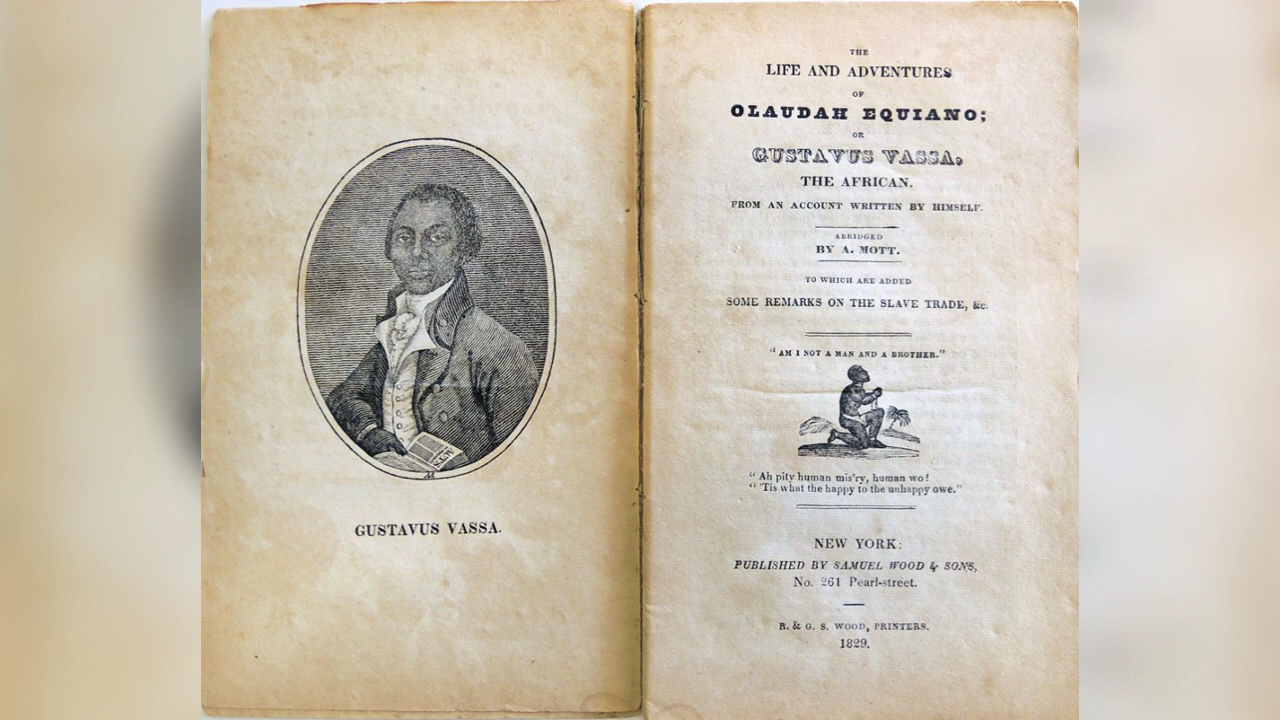 GUSTAVUS VASSA.
THE
LIFE AND ADVENTURES
OF
OLAUDAH EQUIANO;
OR
GUSTAVUS VASSA,
THE AFRICAN.
FROM AN ACCOUNT WRITTEN BY HIMSELF.
ABRIDGED
BY A. MOTT.
TO WHICH ARE ADDED
SOME REMARKS ON THE SLAVE TRADE, &c.
"AM I NOT A MAN AND A BROTHER."
"Ah pity human mis'ry, human wo!
"'Tis what the happy to the unhappy owe."
NEW YORK:
PUBLISHED BY SAMUEL WOOD & SONS,
No. 261 Pearl-street.
R. & G. S. WOOD, PRINTERS.
1829.